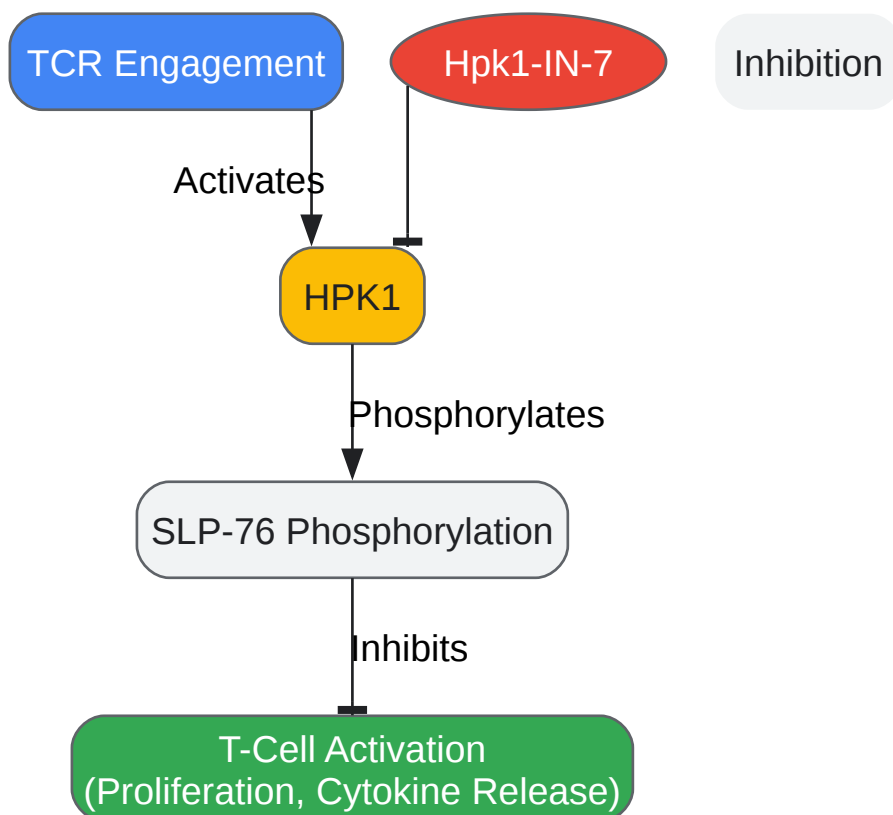 TCR Engagement
Hpk1-IN-7
Inhibition
Activates
HPK1
Phosphorylates
SLP-76 Phosphorylation
Inhibits
T-Cell Activation
(Proliferation, Cytokine Release)